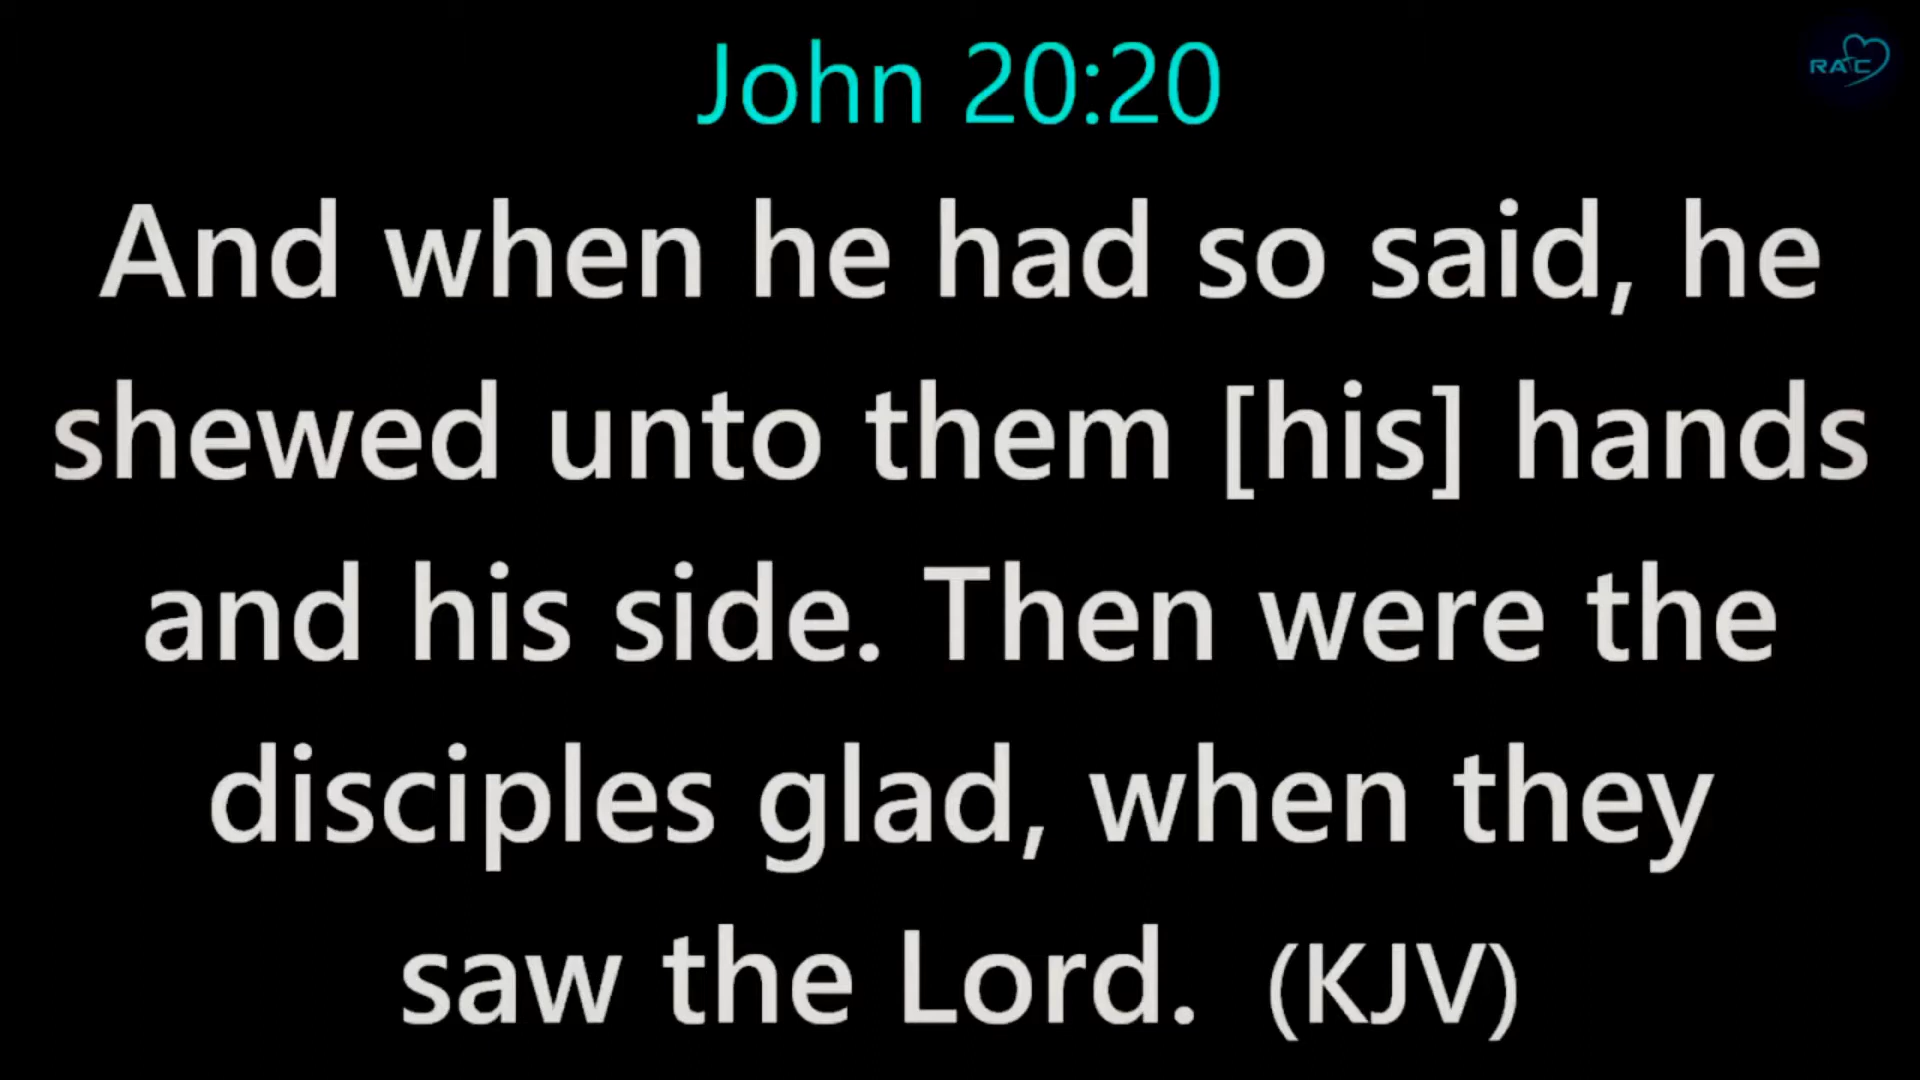 John 20:20
RAC
And when he had so said, he
shewed unto them [his] hands
and his side. Then were the
disciples glad, when they
saw the Lord. (KJV)